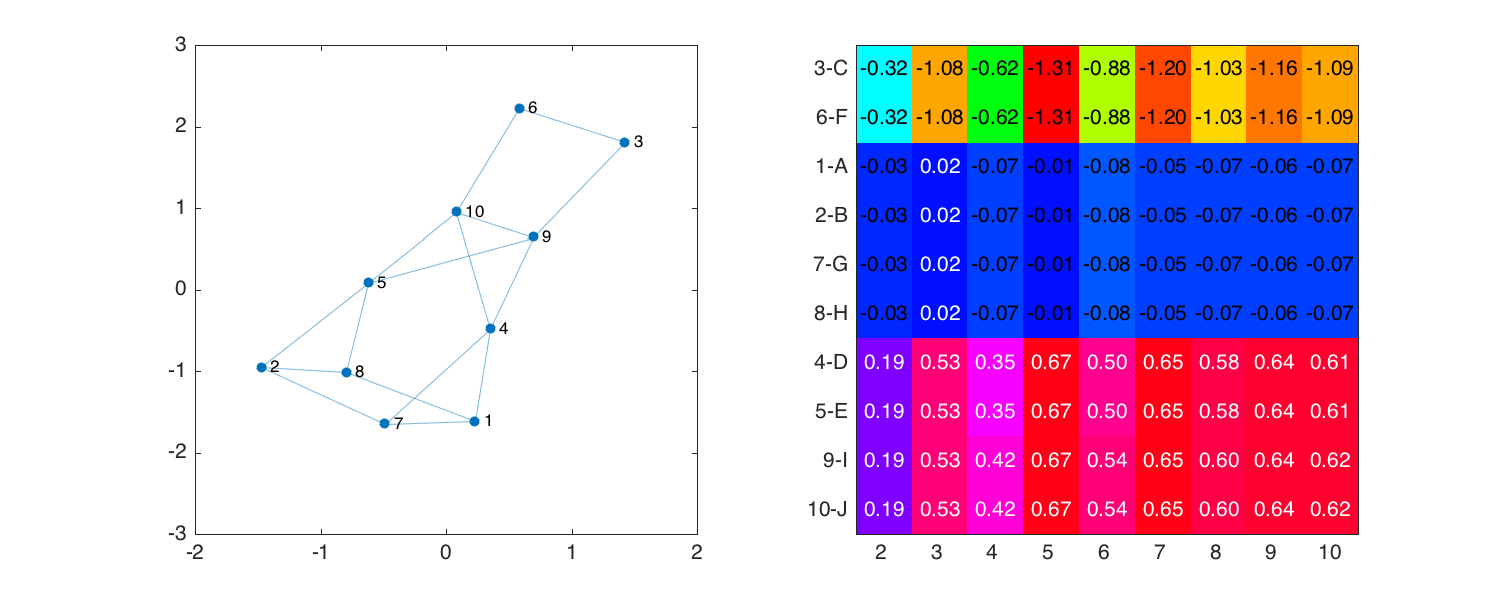 3
2
1
0
-1
-2
-3
-2 -1 0 1 2
6
3
10
9
5
4
2
8
7
1
3-C -0.32 -1.08 -0.62 -1.31 -0.88 -1.20 -1.03 -1.16 -1.09
6-F -0.32 -1.08 -0.62 -1.31 -0.88 -1.20 -1.03 -1.16 -1.09
1-A -0.03 0.02 -0.07 -0.01 -0.08 -0.05 -0.07 -0.06 -0.07
2-B -0.03 0.02 -0.07 -0.01 -0.08 -0.05 -0.07 -0.06 -0.07
7-G -0.03 0.02 -0.07 -0.01 -0.08 -0.05 -0.07 -0.06 -0.07
8-H -0.03 0.02 -0.07 -0.01 -0.08 -0.05 -0.07 -0.06 -0.07
4-D 0.19 0.53 0.35 0.67 0.50 0.65 0.58 0.64 0.61
5-E 0.19 0.53 0.35 0.67 0.50 0.65 0.58 0.64 0.61
9-I 0.19 0.53 0.42 0.67 0.54 0.65 0.60 0.64 0.62
10-J 0.19 0.53 0.42 0.67 0.54 0.65 0.60 0.64 0.62
2 3 4 5 6 7 8 9 10